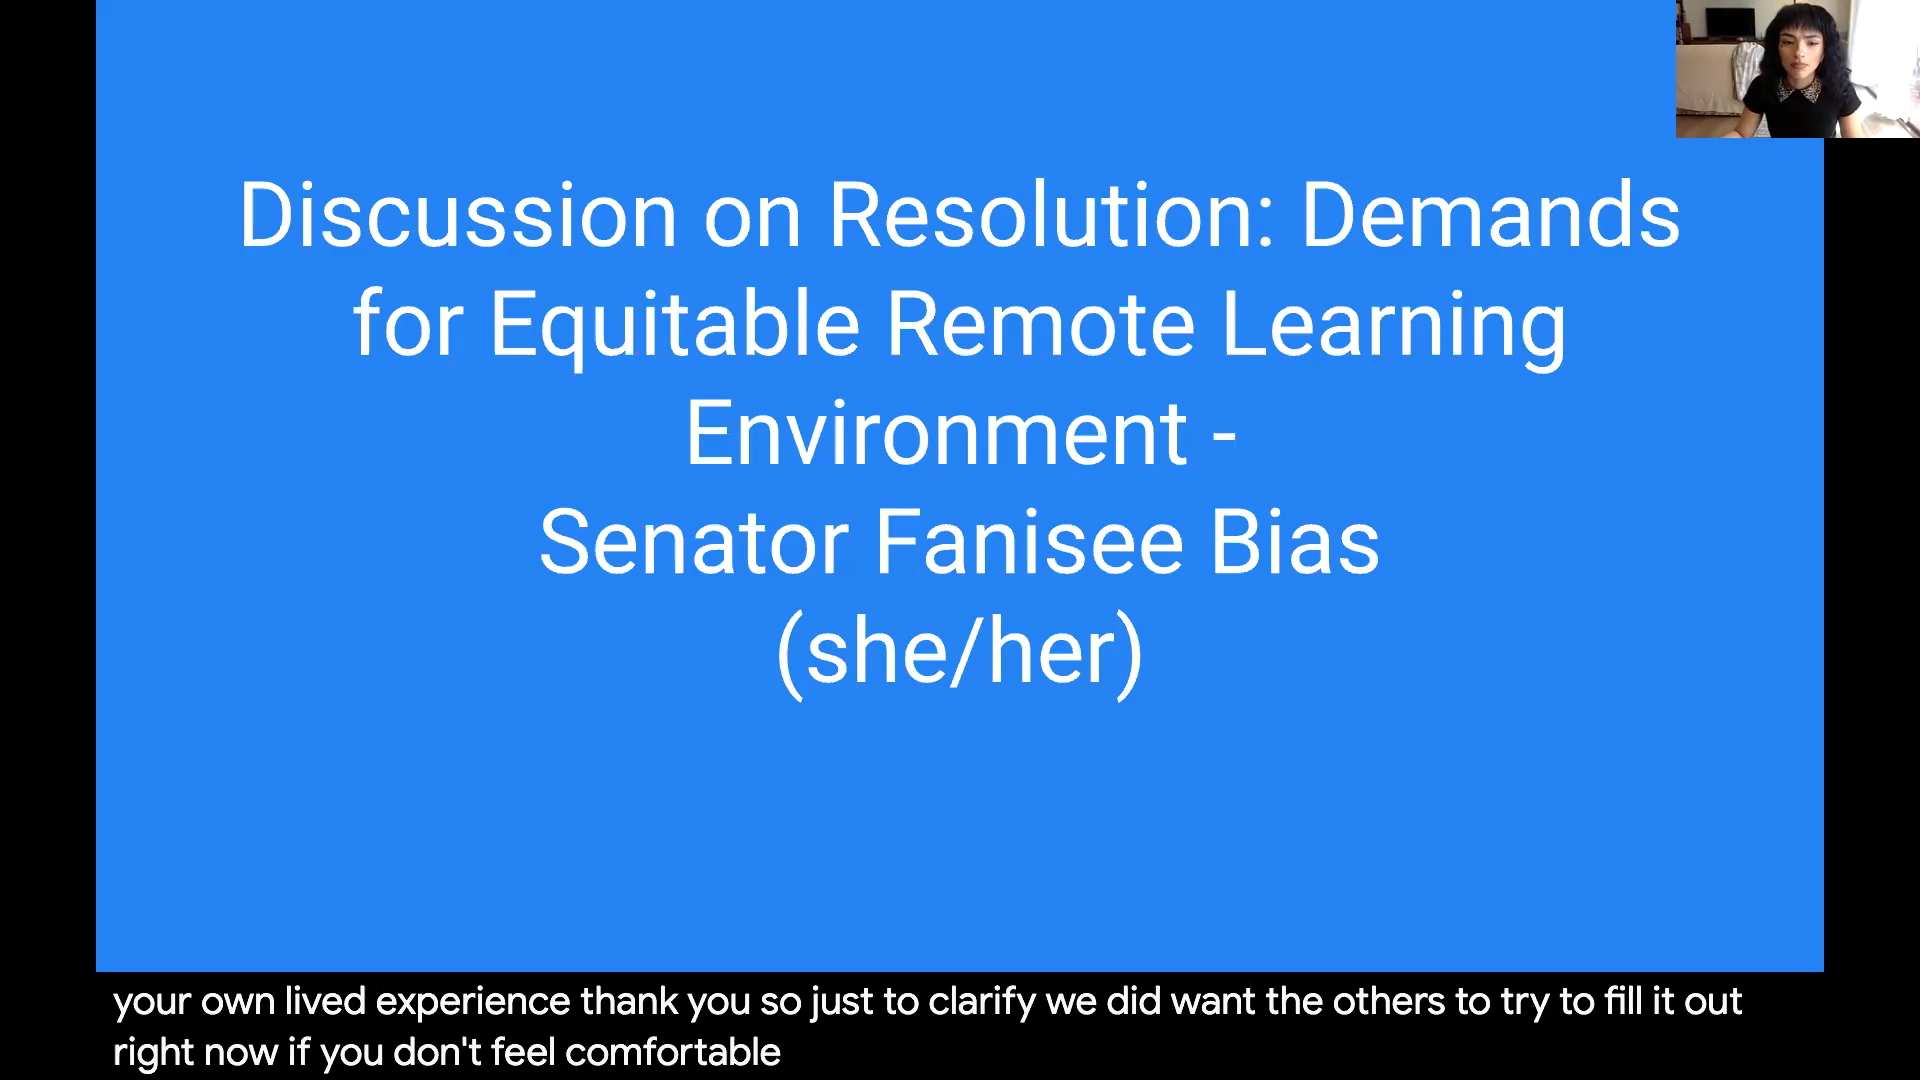 Discussion on Resolution: Demands
for Equitable Remote Learning
Environment -
Senator Fanisee Bias
(she/her)
your own lived experience thank you so just to clarify we did want the others to try to fill it out
right now if you don't feel comfortable